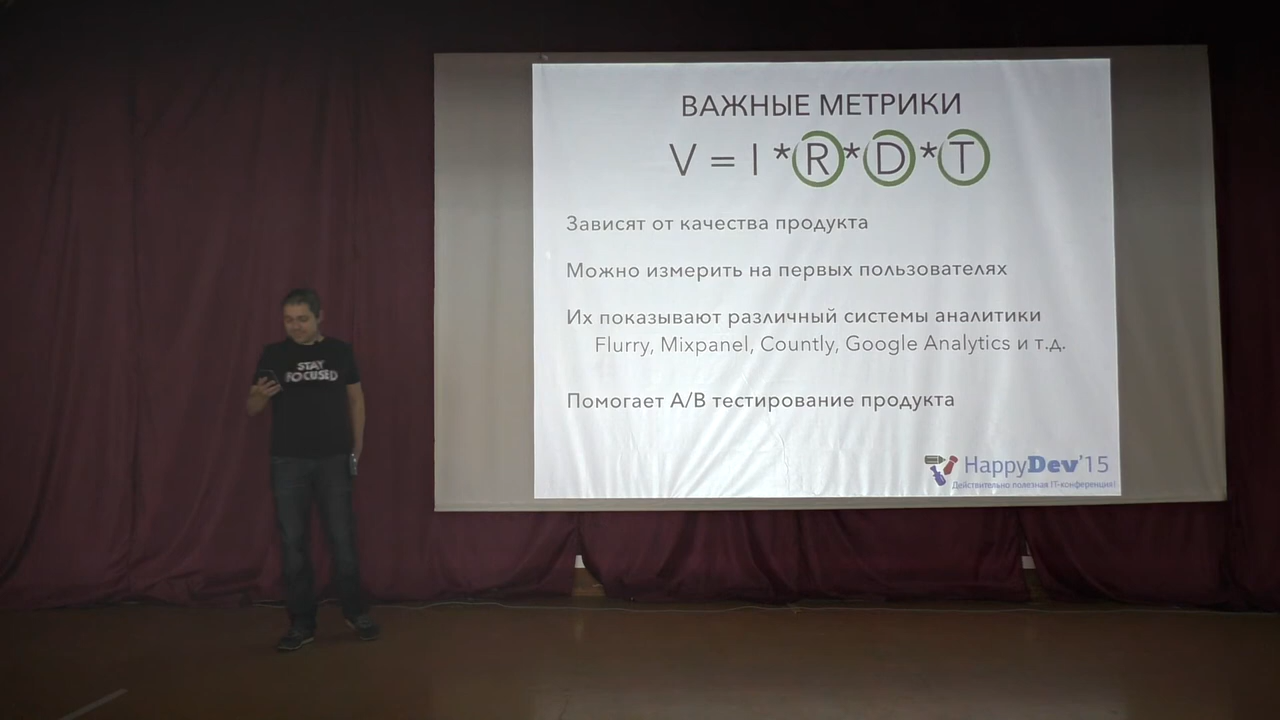 ВАЖНЫЕ МЕТРИКИ
V = I * R * D * T
Зависят от качества продукта
Можно измерить на первых пользователях
Их показывают различный системы аналитики
Flurry, Mixpanel, Countly, Google Analytics и т.д.
Помогает A/B тестирование продукта
HappyDev'15
Действительно полезная IT-конференция!
STAY
FOCUSED